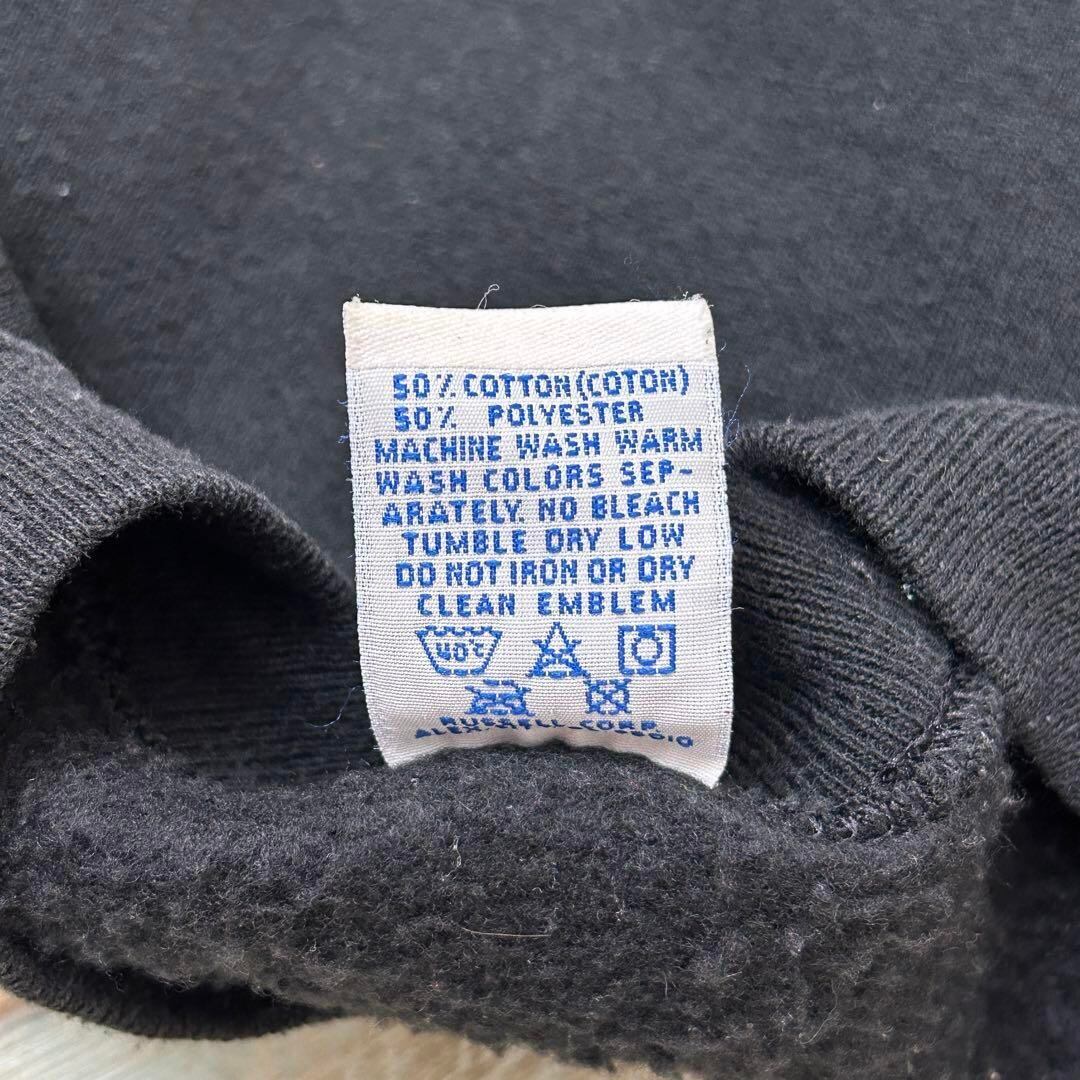 50% COTTON (COTON)
50% POLYESTER
MACHINE WASH WARM
WASH COLORS SEP-
ARATELY. NO BLEACH
TUMBLE DRY LOW
DO NOT IRON OR DRY
CLEAN EMBLEM
40°C
RUSSELL CORP.
ALEX.